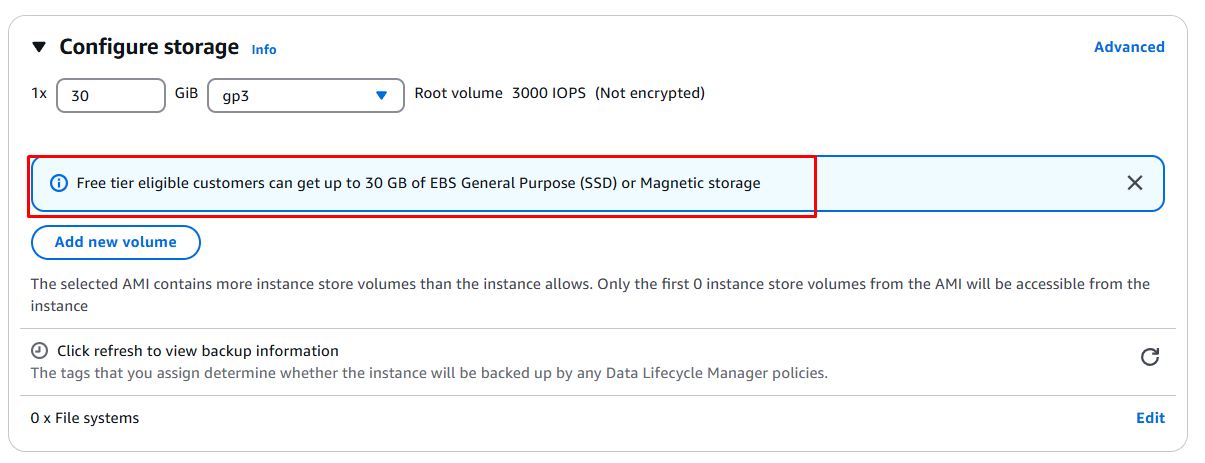 Configure storage Info Advanced
1x 30 GiB gp3 Root volume 3000 IOPS (Not encrypted)
Free tier eligible customers can get up to 30 GB of EBS General Purpose (SSD) or Magnetic storage
Add new volume
The selected AMI contains more instance store volumes than the instance allows. Only the first 0 instance store volumes from the AMI will be accessible from the
instance
Click refresh to view backup information
The tags that you assign determine whether the instance will be backed up by any Data Lifecycle Manager policies.
0 x File systems Edit